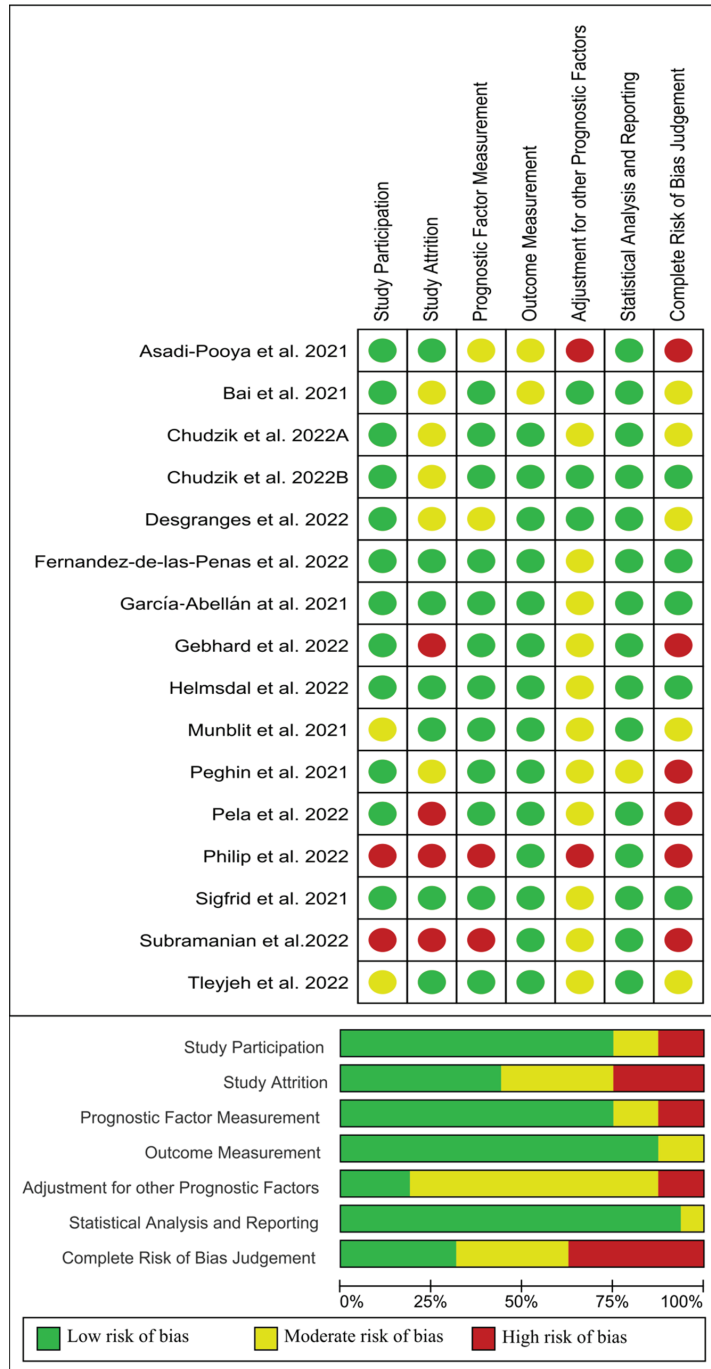 Study Participation
Study Attrition
Prognostic Factor Measurement
Outcome Measurement
Adjustment for other Prognostic Factors
Statistical Analysis and Reporting
Complete Risk of Bias Judgement
Asadi-Pooya et al. 2021
Bai et al. 2021
Chudzik et al. 2022A
Chudzik et al. 2022B
Desgranges et al. 2022
Fernandez-de-las-Penas et al. 2022
García-Abellán at al. 2021
Gebhard et al. 2022
Helmsdal et al. 2022
Munblit et al. 2021
Peghin et al. 2021
Pela et al. 2022
Philip et al. 2022
Sigfrid et al. 2021
Subramanian et al.2022
Tleyjeh et al. 2022
Study Participation
Study Attrition
Prognostic Factor Measurement
Outcome Measurement
Adjustment for other Prognostic Factors
Statistical Analysis and Reporting
Complete Risk of Bias Judgement
0% 25% 50% 75% 100%
Low risk of bias Moderate risk of bias High risk of bias